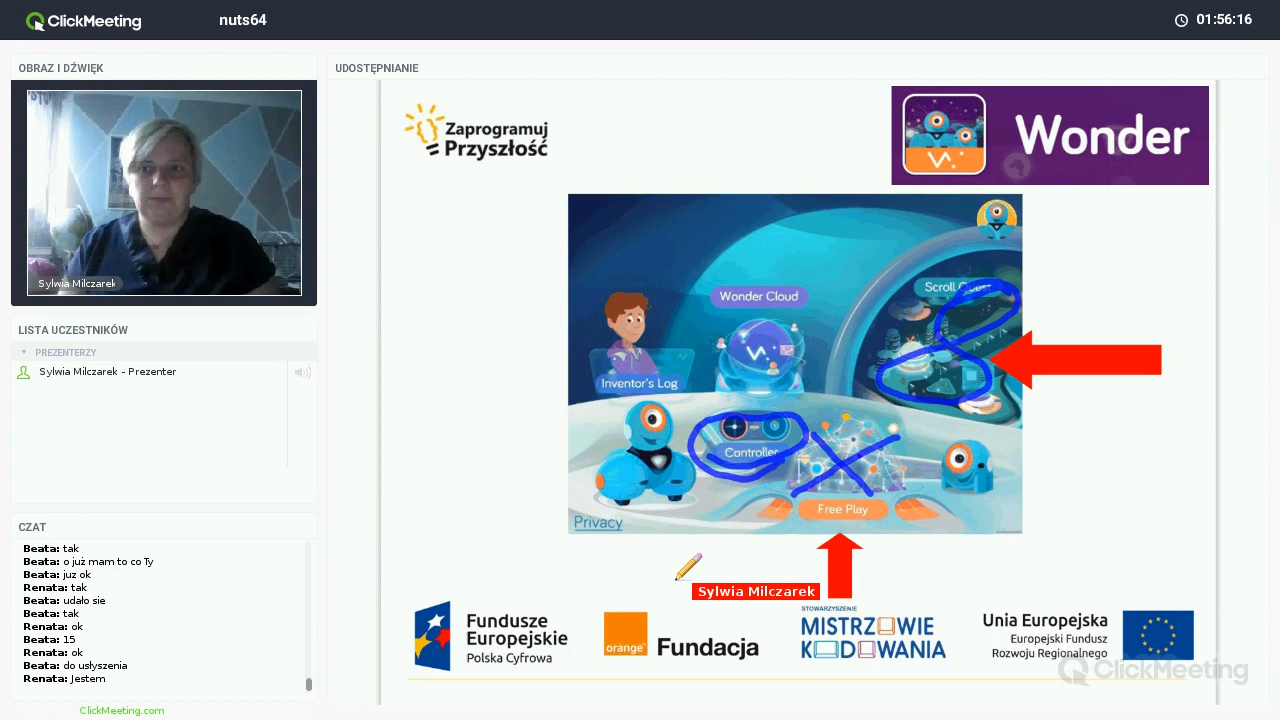 ClickMeeting
nuts64
01:56:16
OBRAZ I DŹWIĘK
Sylwia Milczarek
LISTA UCZESTNIKÓW
PREZENTERZY
Sylwia Milczarek - Prezenter
CZAT
Beata: tak
Beata: o już mam to co Ty
Beata: juz ok
Renata: tak
Beata: udało sie
Beata: tak
Renata: ok
Beata: 15
Renata: ok
Beata: do usłyszenia
Renata: Jestem
ClickMeeting.com
UDOSTĘPNIANIE
Zaprogramuj
Przyszłość
Wonder
Scroll Quest
Wonder Cloud
Inventor's Log
Controller
Free Play
Privacy
Sylwia Milczarek
Fundusze
Europejskie
Polska Cyfrowa
orange
Fundacja
STOWARZYSZENIE
MISTRZOWIE
KODOWANIA
Unia Europejska
Europejski Fundusz
Rozwoju Regionalnego
ClickMeeting